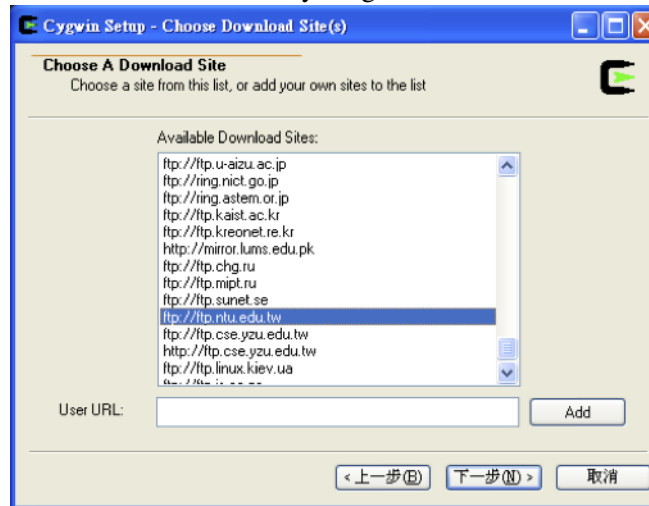 Cygwin Setup - Choose Download Site(s)
Choose A Download Site
Choose a site from this list, or add your own sites to the list
Available Download Sites:
ftp://ftp.u-aizu.ac.jp
ftp://ring.nict.go.jp
ftp://ring.astem.or.jp
ftp://ftp.kaist.ac.kr
ftp://ftp.kreonet.re.kr
http://mirror.lums.edu.pk
ftp://ftp.chg.ru
ftp://ftp.mipt.ru
ftp://ftp.sunet.se
ftp://ftp.ntu.edu.tw
ftp://ftp.cse.yzu.edu.tw
http://ftp.cse.yzu.edu.tw
ftp://ftp.linux.kiev.ua
User URL:
Add
<上一步(B) 下一步(N)> 取消